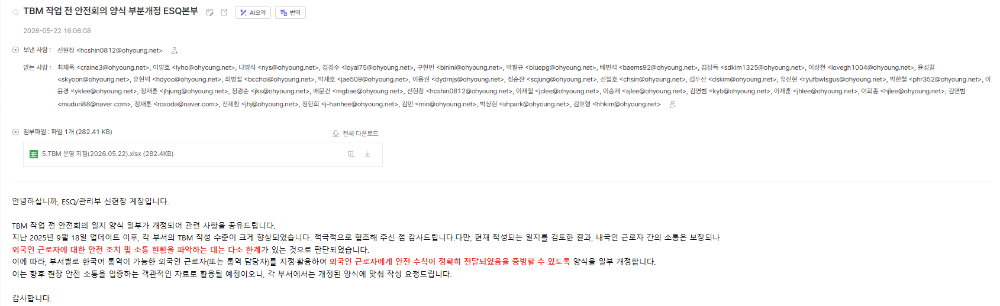 TBM 작업 전 안전회의 양식 부분개정 ESQ본부 AI요약 번역
2026-05-22 16:06:08
보낸 사람 : 신현창 <hcshin0812@ohyoung.net>
받는 사람 : 최재욱 <craine3@ohyoung.net>, 이양호 <lyho@ohyoung.net>, 나영식 <nys@ohyoung.net>, 김경수 <loyal75@ohyoung.net>, 구현빈 <binini@ohyoung.net>, 박필규 <bluepg@ohyoung.net>, 배민석 <baems92@ohyoung.net>, 김삼득 <sdkim1325@ohyoung.net>, 이상천 <lovegh1004@ohyoung.net>, 윤성길
<skyoon@ohyoung.net>, 유현덕 <hdyoo@ohyoung.net>, 최병철 <bcchoi@ohyoung.net>, 박재호 <jae509@ohyoung.net>, 이용권 <dydrnjs@ohyoung.net>, 정순찬 <scjung@ohyoung.net>, 신철호 <chsin@ohyoung.net>, 김두산 <dskim@ohyoung.net>, 유진현 <ryufbwlsgus@ohyoung.net>, 박한렬 <phr352@ohyoung.net>, 이
윤경 <yklee@ohyoung.net>, 정재훈 <jhjung@ohyoung.net>, 정광순 <jks@ohyoung.net>, 배문건 <mgbae@ohyoung.net>, 신현창 <hcshin0812@ohyoung.net>, 이재철 <jclee@ohyoung.net>, 이승재 <sjlee@ohyoung.net>, 김연범 <kyb@ohyoung.net>, 이재훈 <jhlee@ohyoung.net>, 이희종 <hjlee@ohyoung.net>, 김연범
<muduri88@naver.com>, 정재훈 <rosoda@naver.com>, 전제환 <jhj@ohyoung.net>, 정한희 <j-hanhee@ohyoung.net>, 김민 <min@ohyoung.net>, 박상현 <shpark@ohyoung.net>, 김호형 <hhkim@ohyoung.net>
첨부파일 : 파일 1개 (282.41 KB) 전체 다운로드
5.TBM 운영 지침(2026.05.22).xlsx (282.4KB)
안녕하십니까, ESQ/관리부 신현창 계장입니다.
TBM 작업 전 안전회의 일지 양식 일부가 개정되어 관련 사항을 공유드립니다.
지난 2025년 9월 18일 업데이트 이후, 각 부서의 TBM 작성 수준이 크게 향상되었습니다. 적극적으로 협조해 주신 점 감사드립니다.다만, 현재 작성되는 일지를 검토한 결과, 내국인 근로자 간의 소통은 보장되나
외국인 근로자에 대한 안전 조치 및 소통 현황을 파악하는 데는 다소 한계가 있는 것으로 판단되었습니다.
이에 따라, 부서별로 한국어 통역이 가능한 외국인 근로자(또는 통역 담당자)를 지정·활용하여 외국인 근로자에게 안전 수칙이 정확히 전달되었음을 증빙할 수 있도록 양식을 일부 개정합니다.
이는 향후 현장 안전 소통을 입증하는 객관적인 자료로 활용될 예정이오니, 각 부서에서는 개정된 양식에 맞춰 작성 요청드립니다.
감사합니다.